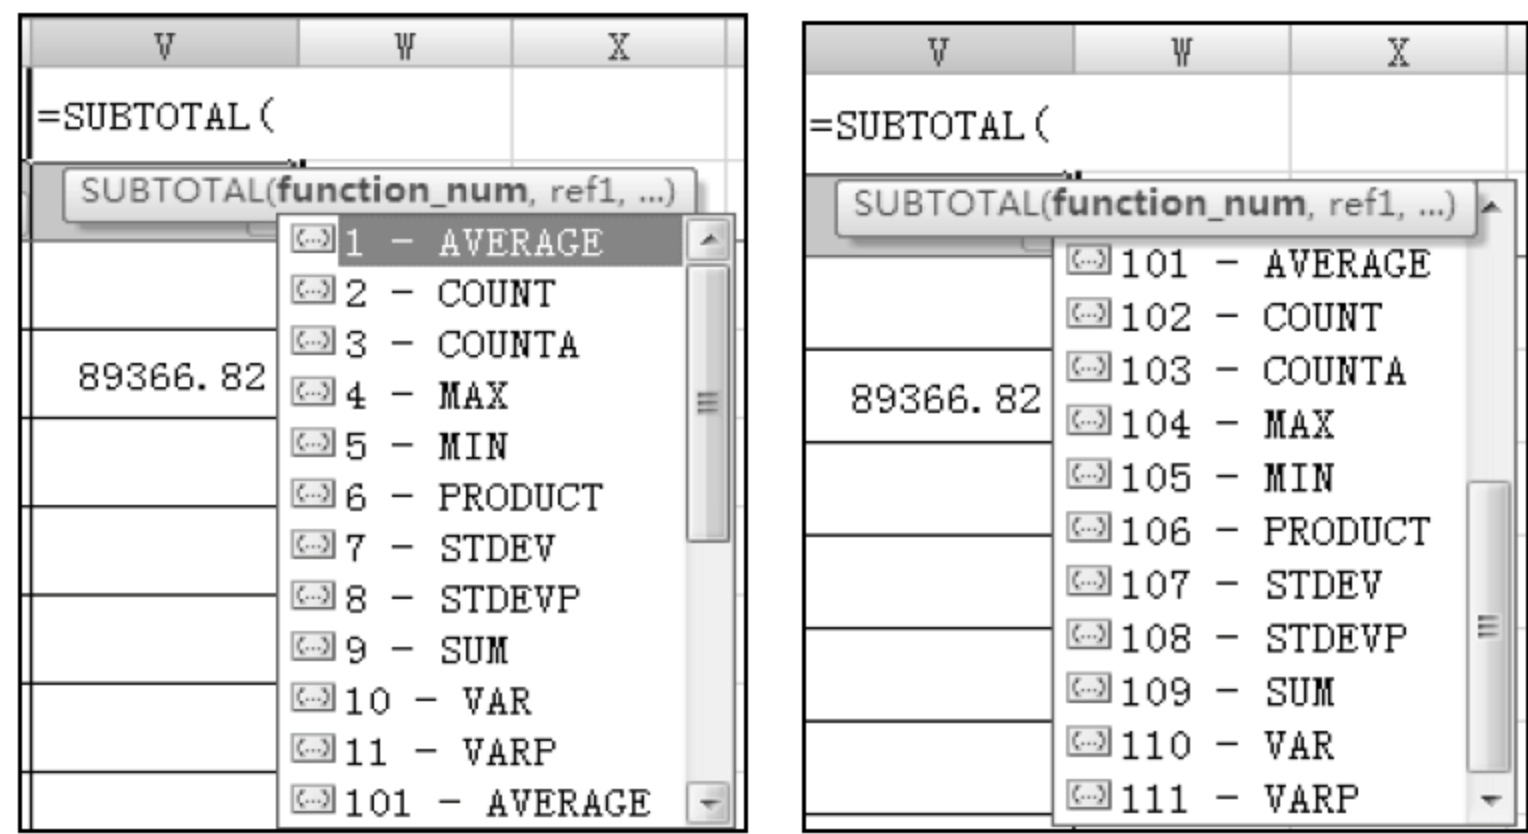 V W X
=SUBTOTAL(
SUBTOTAL(function_num, ref1, ...)
(...) 1 - AVERAGE
(...) 2 - COUNT
(...) 3 - COUNTA
89366.82
(...) 4 - MAX
(...) 5 - MIN
(...) 6 - PRODUCT
(...) 7 - STDEV
(...) 8 - STDEVP
(...) 9 - SUM
(...) 10 - VAR
(...) 11 - VARP
(...) 101 - AVERAGE
V W X
=SUBTOTAL(
SUBTOTAL(function_num, ref1, ...)
(...) 101 - AVERAGE
(...) 102 - COUNT
(...) 103 - COUNTA
89366.82
(...) 104 - MAX
(...) 105 - MIN
(...) 106 - PRODUCT
(...) 107 - STDEV
(...) 108 - STDEVP
(...) 109 - SUM
(...) 110 - VAR
(...) 111 - VARP